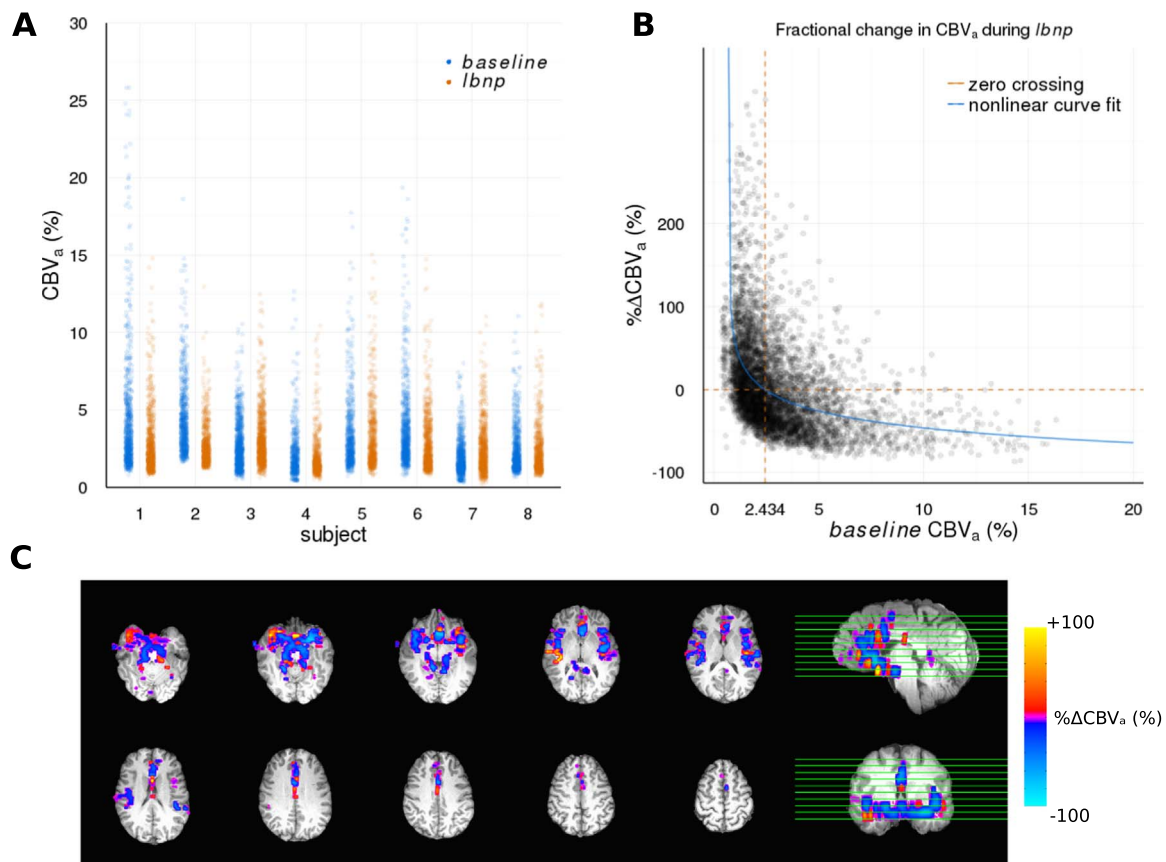 A
30
25
20
15
10
5
0
CBVa (%)
baseline
lbnp
1 2 3 4 5 6 7 8
subject
B
Fractional change in CBVa during lbnp
zero crossing
nonlinear curve fit
%ΔCBVa (%)
200
100
0
-100
0 2.434 5 10 15 20
baseline CBVa (%)
C
+100
%ΔCBVa (%)
-100